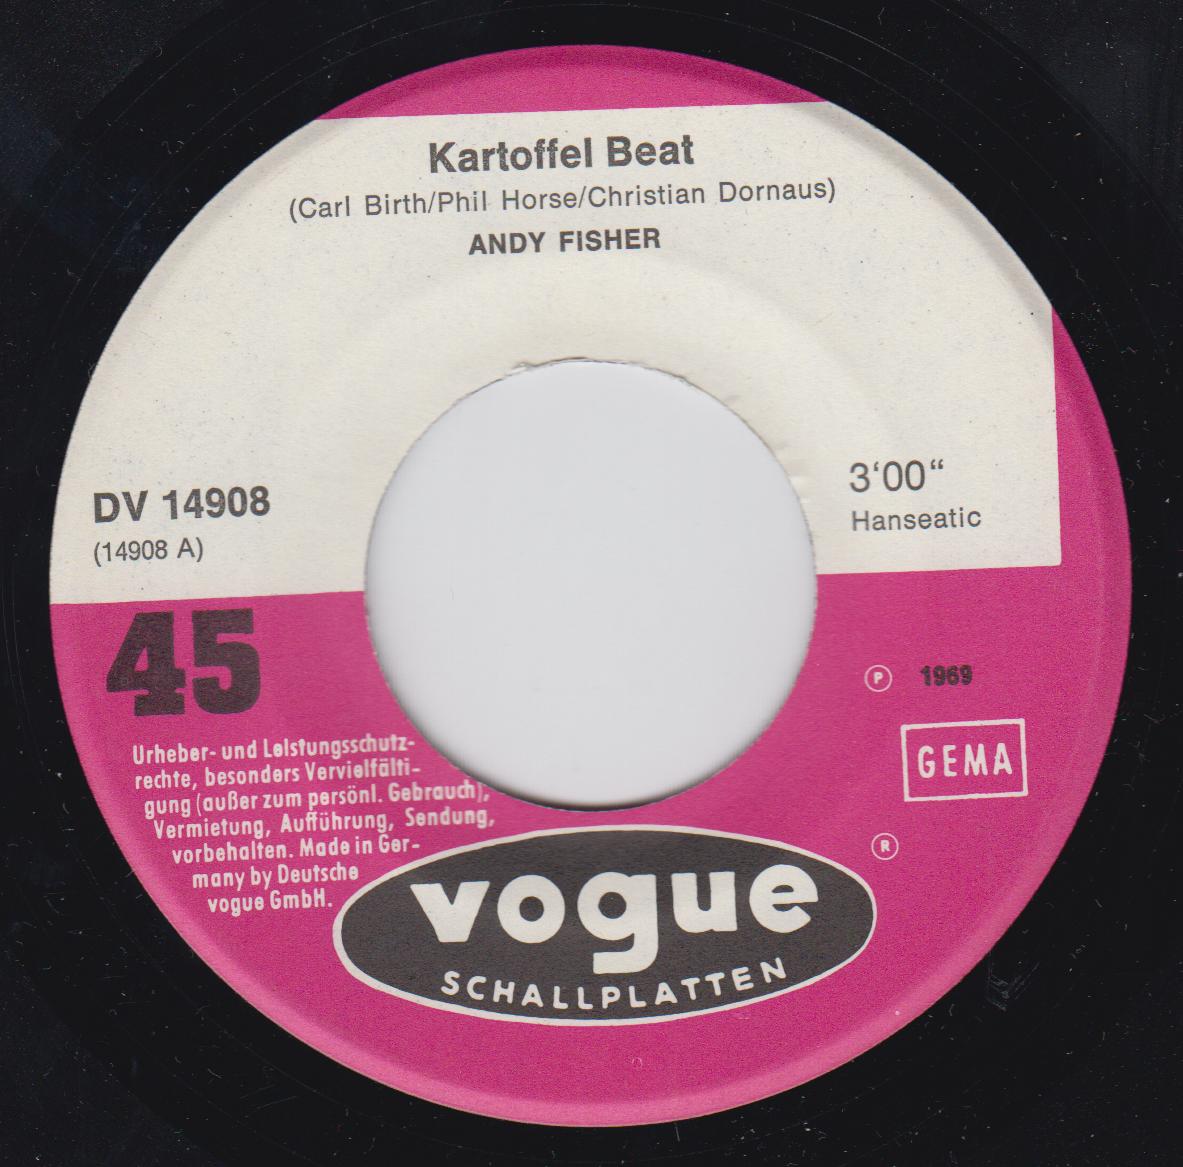 Kartoffel Beat
(Carl Birth/Phil Horse/Christian Dornaus)
ANDY FISHER
DV 14908
(14908 A)
3‘00“
Hanseatic
45
Ⓟ 1969
GEMA
Urheber- und Leistungsschutz-
rechte, besonders Vervielfälti-
gung (außer zum persönl. Gebrauch),
Vermietung, Aufführung, Sendung,
vorbehalten. Made in Ger-
many by Deutsche
vogue GmbH.
®
vogue
SCHALLPLATTEN